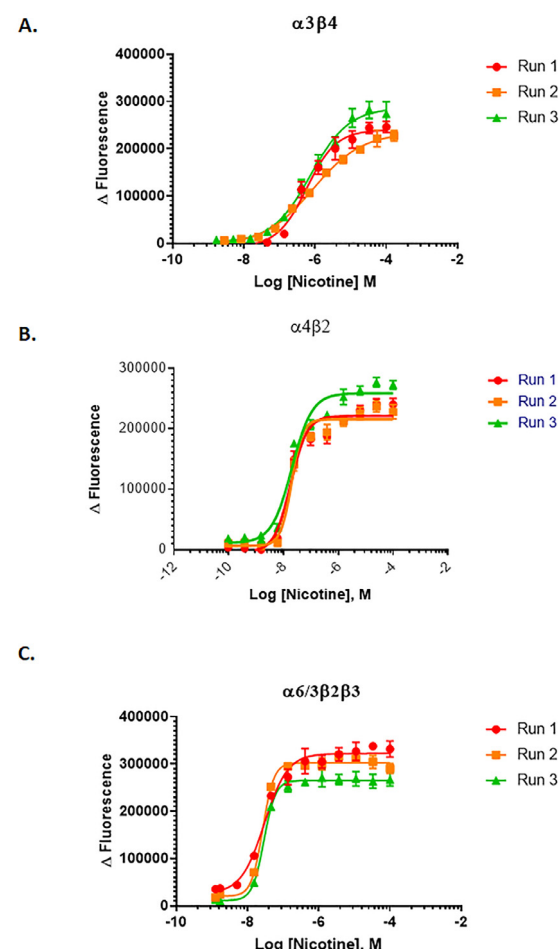 A.
α3β4
400000
300000
200000
100000
0
Δ Fluorescence
-10 -8 -6 -4 -2
Log [Nicotine] M
Run 1
Run 2
Run 3
B.
α4β2
300000
200000
100000
0
Δ Fluorescence
-12 -10 -8 -6 -4 -2
Log [Nicotine], M
Run 1
Run 2
Run 3
C.
α6/3β2β3
400000
300000
200000
100000
0
Δ Fluorescence
-10 -8 -6 -4 -2
Log [Nicotine] M
Run 1
Run 2
Run 3